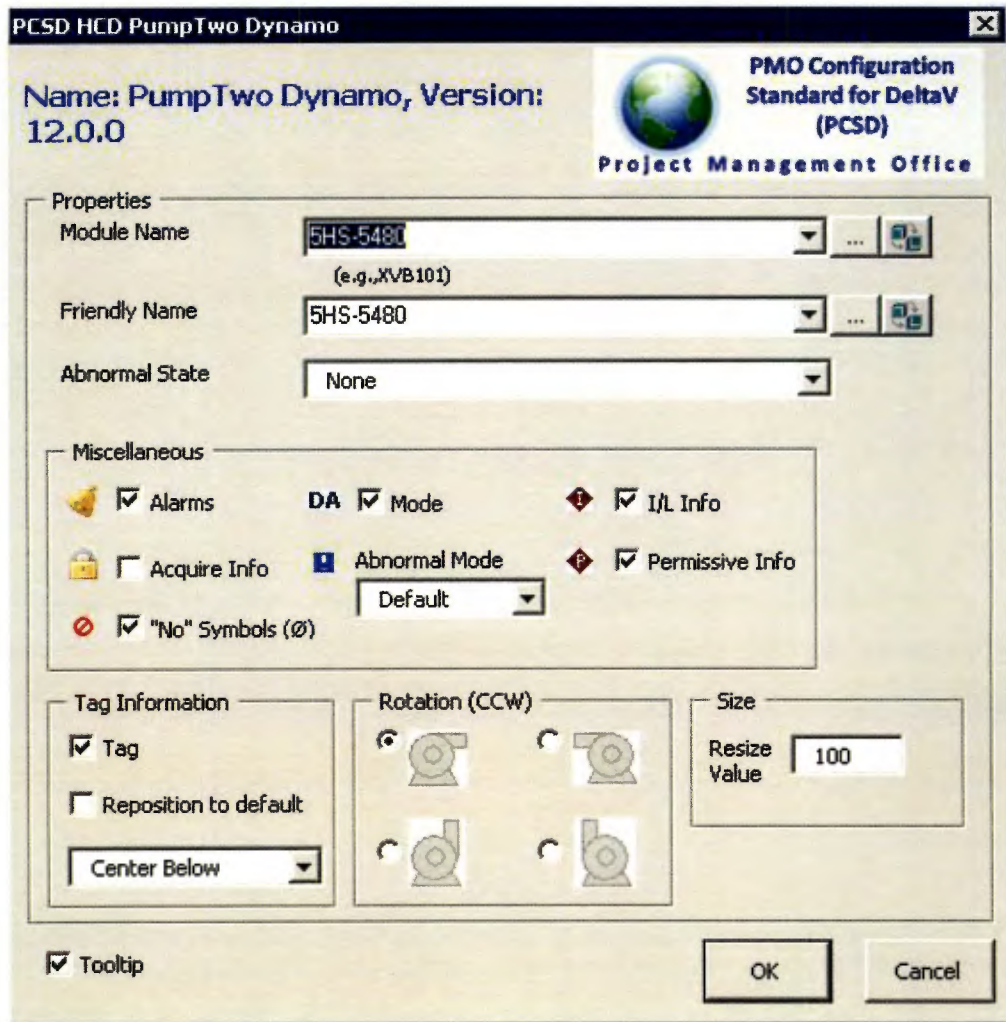 PCSD HCD PumpTwo Dynamo
Name: PumpTwo Dynamo, Version:
12.0.0
PMO Configuration
Standard for DeltaV
(PCSD)
Project Management Office
Properties
Module Name
5HS-5480
...
(e.g.,XVB101)
Friendly Name
5HS-5480
...
Abnormal State
None
Miscellaneous
Alarms
DA
Mode
I
I/L Info
Acquire Info
!
Abnormal Mode
Default
P
Permissive Info
"No" Symbols (Ø)
Tag Information
Tag
Reposition to default
Center Below
Rotation (CCW)
Size
Resize
Value
100
Tooltip
OK
Cancel